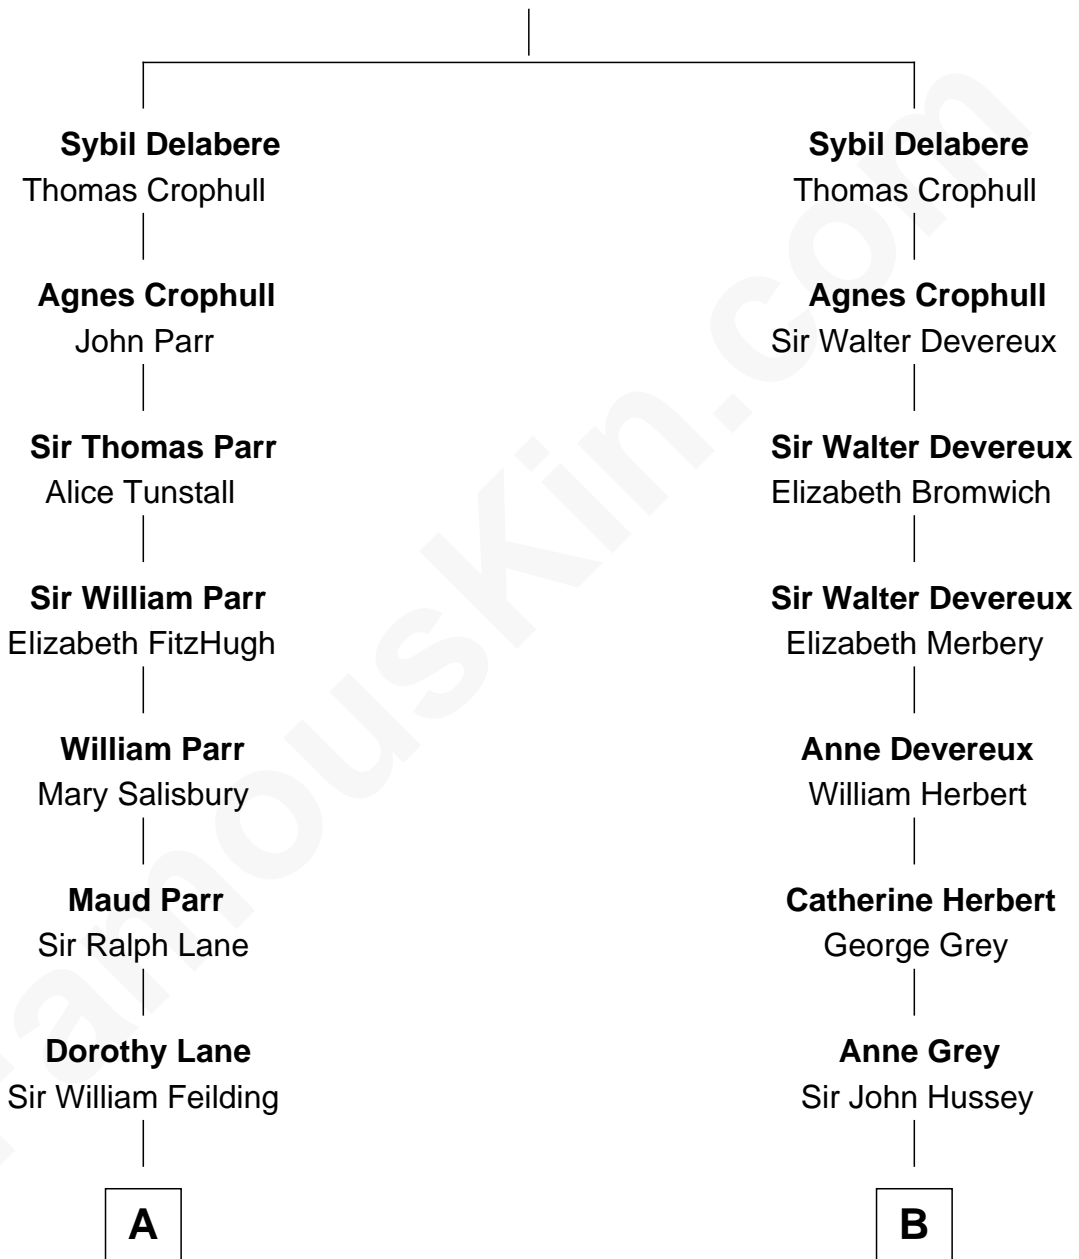 Sybil Delabere
Thomas Crophull
Agnes Crophull
John Parr
Sir Thomas Parr
Alice Tunstall
Sir William Parr
Elizabeth FitzHugh
William Parr
Mary Salisbury
Maud Parr
Sir Ralph Lane
Dorothy Lane
Sir William Feilding
A
Sybil Delabere
Thomas Crophull
Agnes Crophull
Sir Walter Devereux
Sir Walter Devereux
Elizabeth Bromwich
Sir Walter Devereux
Elizabeth Merbery
Anne Devereux
William Herbert
Catherine Herbert
George Grey
Anne Grey
Sir John Hussey
B
FamousKin.com